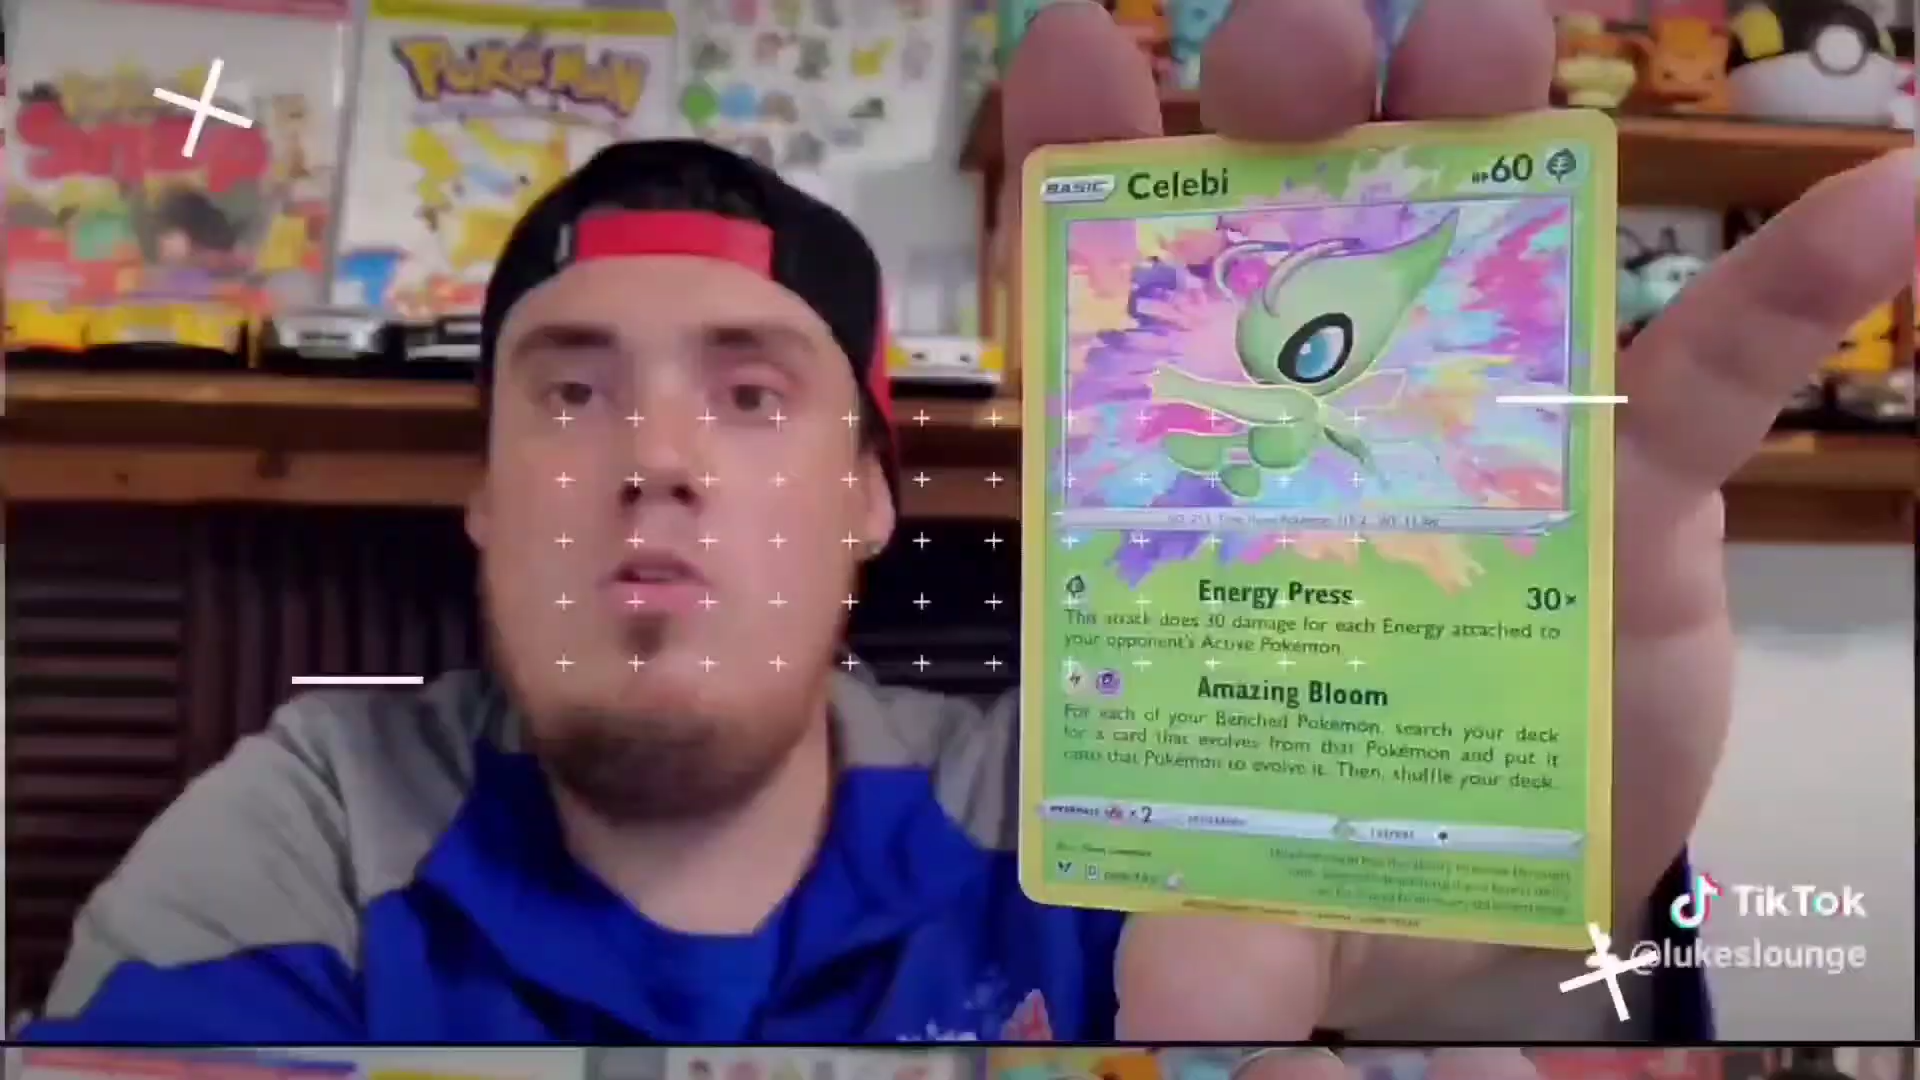 POKÉMON
Snap
BASIC Celebi HP60
Energy Press 30×
This attack does 30 damage for each Energy attached to
your opponent's Active Pokémon.
Amazing Bloom
For each of your Benched Pokémon, search your deck
for a card that evolves from that Pokémon and put it
onto that Pokémon to evolve it. Then, shuffle your deck.
×2
TikTok
@lukeslounge